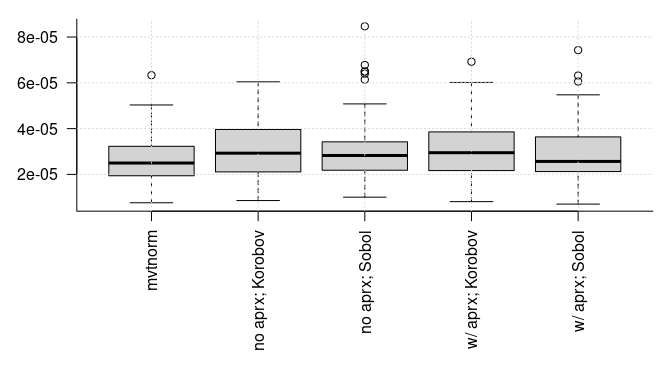 8e-05
6e-05
4e-05
2e-05
mvtnorm
no aprx; Korobov
no aprx; Sobol
w/ aprx; Korobov
w/ aprx; Sobol